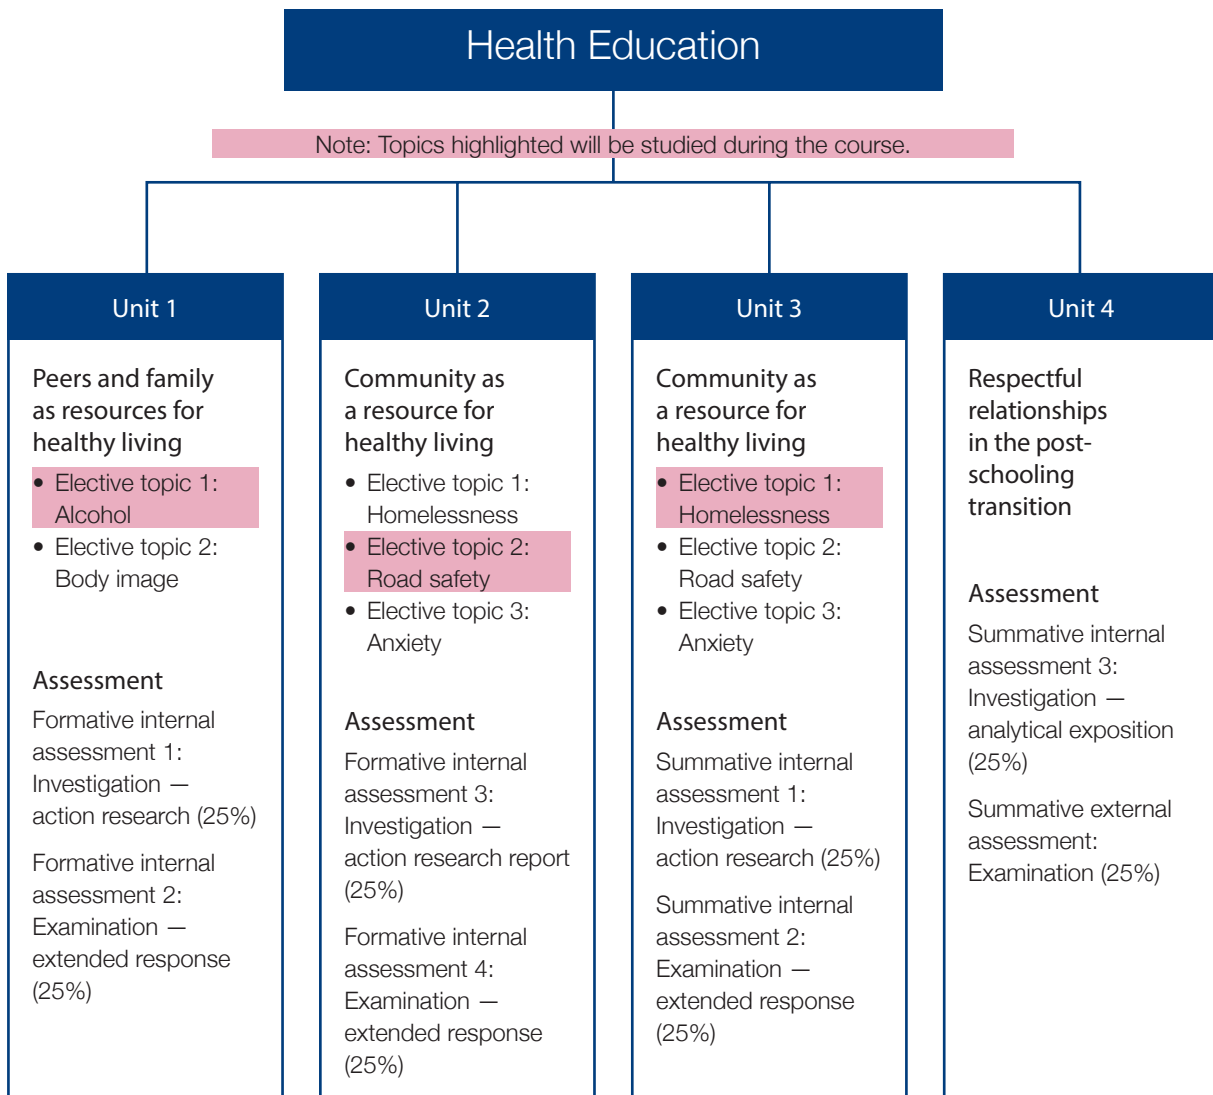 Health Education
Note: Topics highlighted will be studied during the course.
Unit 1
Peers and family
as resources for
healthy living
• Elective topic 1:
Alcohol
• Elective topic 2:
Body image
Assessment
Formative internal
assessment 1:
Investigation —
action research (25%)
Formative internal
assessment 2:
Examination —
extended response
(25%)
Unit 2
Community as
a resource for
healthy living
• Elective topic 1:
Homelessness
• Elective topic 2:
Road safety
• Elective topic 3:
Anxiety
Assessment
Formative internal
assessment 3:
Investigation —
action research report
(25%)
Formative internal
assessment 4:
Examination —
extended response
(25%)
Unit 3
Community as
a resource for
healthy living
• Elective topic 1:
Homelessness
• Elective topic 2:
Road safety
• Elective topic 3:
Anxiety
Assessment
Summative internal
assessment 1:
Investigation —
action research (25%)
Summative internal
assessment 2:
Examination —
extended response
(25%)
Unit 4
Respectful
relationships
in the post-
schooling
transition
Assessment
Summative internal
assessment 3:
Investigation —
analytical exposition
(25%)
Summative external
assessment:
Examination (25%)